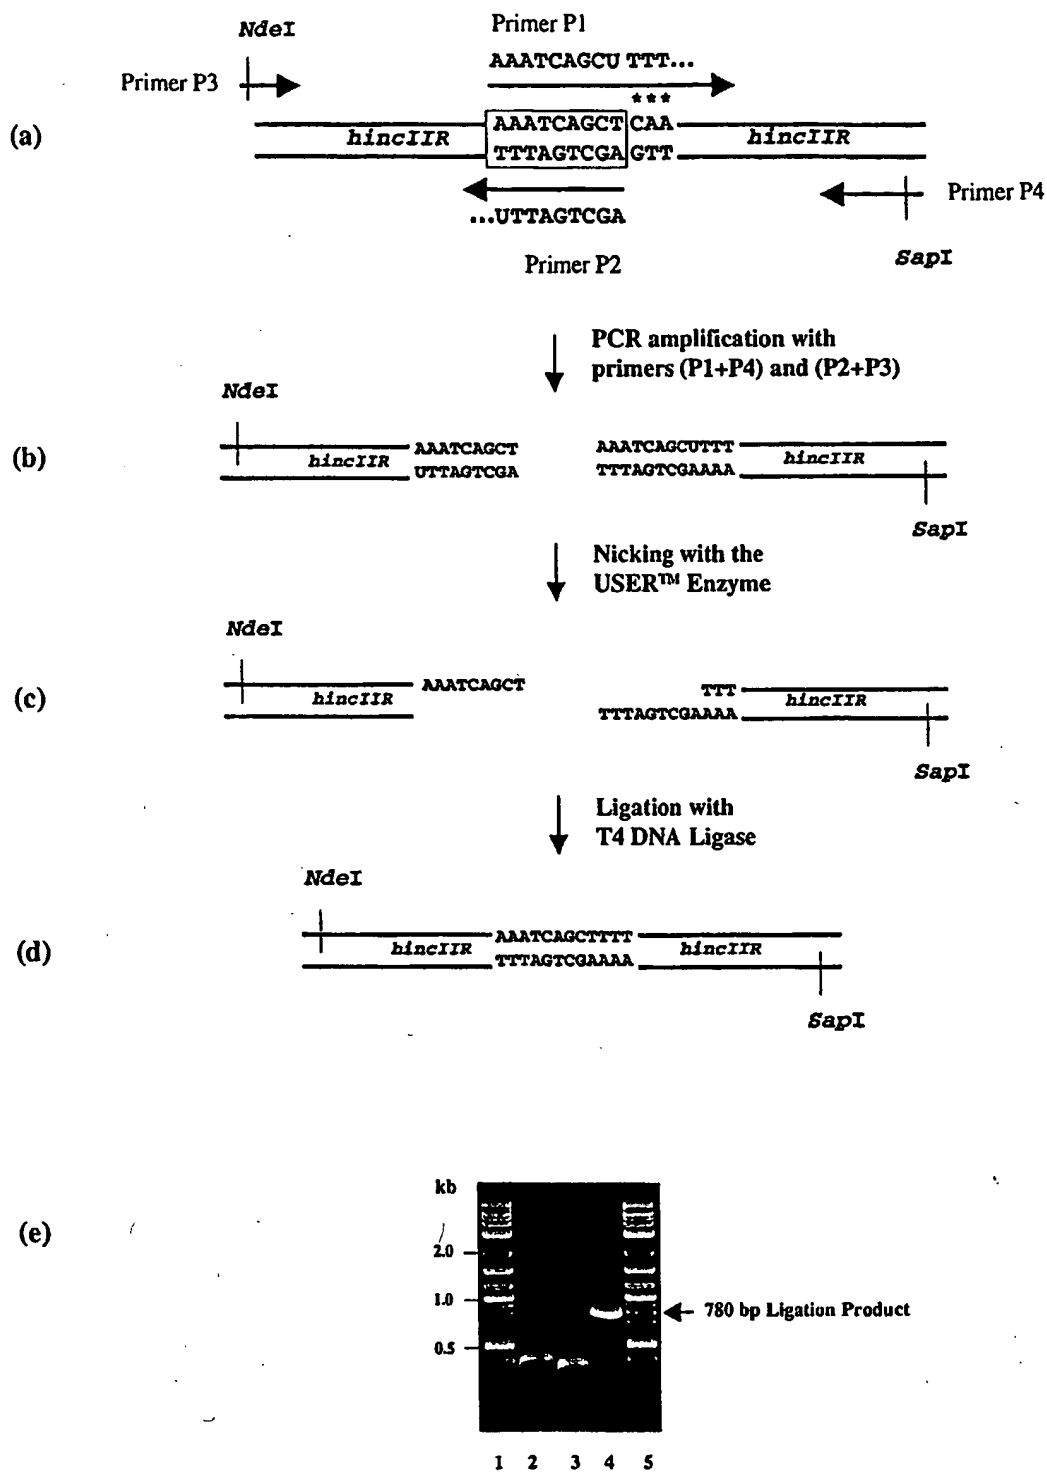 NdeI
Primer P1
AAATCAGCU TTT...
Primer P3
***
(a)
hincIIR
AAATCAGCT CAA
TTTAGTCGA GTT
hincIIR
Primer P4
...UTTAGTCGA
Primer P2
SapI
PCR amplification with
primers (P1+P4) and (P2+P3)
NdeI
(b)
hincIIR
AAATCAGCT
UTTAGTCGA
AAATCAGCUTTT
TTTAGTCGAAAA
hincIIR
SapI
Nicking with the
USER™ Enzyme
NdeI
(c)
hincIIR
AAATCAGCT
TTT
TTTAGTCGAAAA
hincIIR
SapI
Ligation with
T4 DNA Ligase
NdeI
(d)
hincIIR
AAATCAGCTTTT
TTTAGTCGAAAA
hincIIR
SapI
(e)
kb
2.0
1.0
0.5
780 bp Ligation Product
1 2 3 4 5